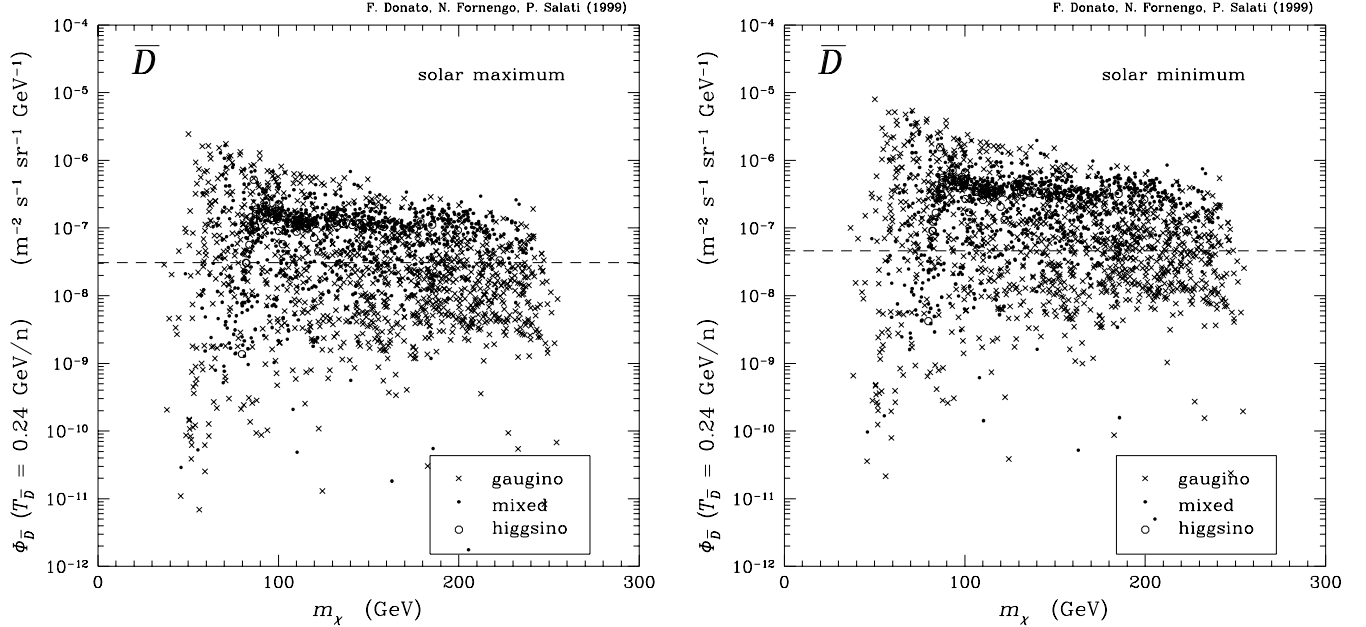 F. Donato, N. Fornengo, P. Salati (1999)
10⁻⁴
10⁻⁵
10⁻⁶
10⁻⁷
10⁻⁸
10⁻⁹
10⁻¹⁰
10⁻¹¹
10⁻¹²
Φ_D̅ (T_D̅ = 0.24 GeV/n) (m⁻² s⁻¹ sr⁻¹ GeV⁻¹)
D̅
solar maximum
gaugino
mixed
higgsino
0 100 200 300
m_χ (GeV)
F. Donato, N. Fornengo, P. Salati (1999)
10⁻⁴
10⁻⁵
10⁻⁶
10⁻⁷
10⁻⁸
10⁻⁹
10⁻¹⁰
10⁻¹¹
10⁻¹²
Φ_D̅ (T_D̅ = 0.24 GeV/n) (m⁻² s⁻¹ sr⁻¹ GeV⁻¹)
D̅
solar minimum
gaugino
mixed
higgsino
0 100 200 300
m_χ (GeV)